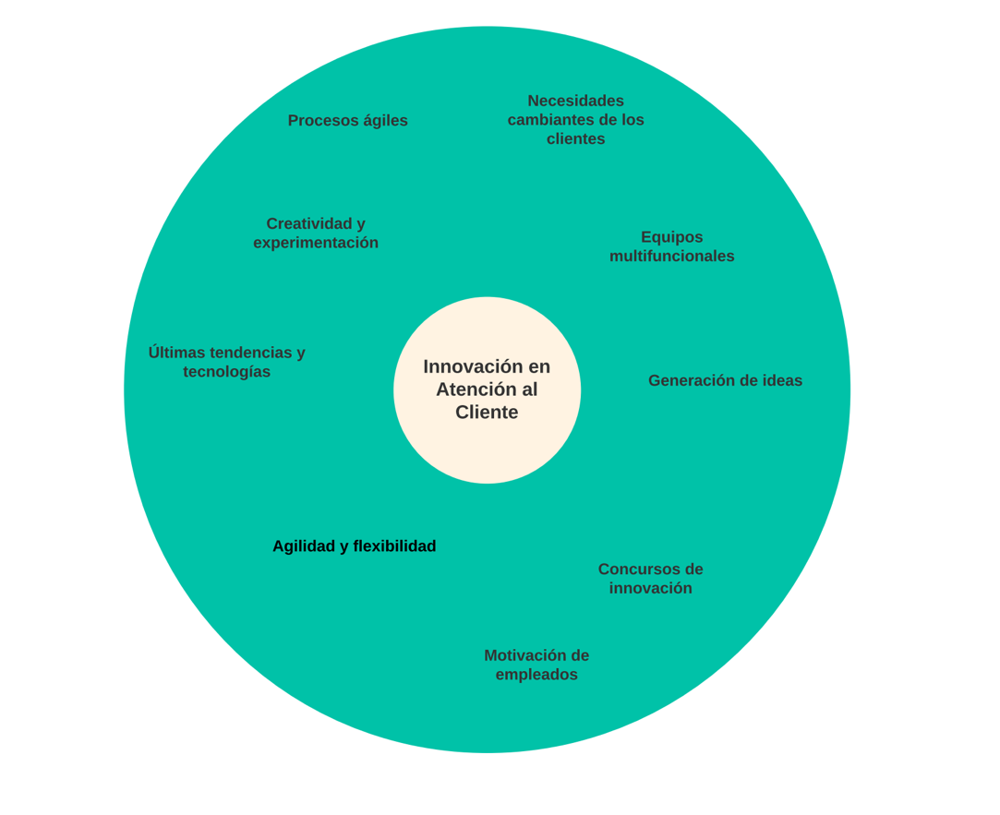 Procesos ágiles
Necesidades
cambiantes de los
clientes
Creatividad y
experimentación
Equipos
multifuncionales
Últimas tendencias y
tecnologías
Innovación en
Atención al
Cliente
Generación de ideas
Agilidad y flexibilidad
Concursos de
innovación
Motivación de
empleados